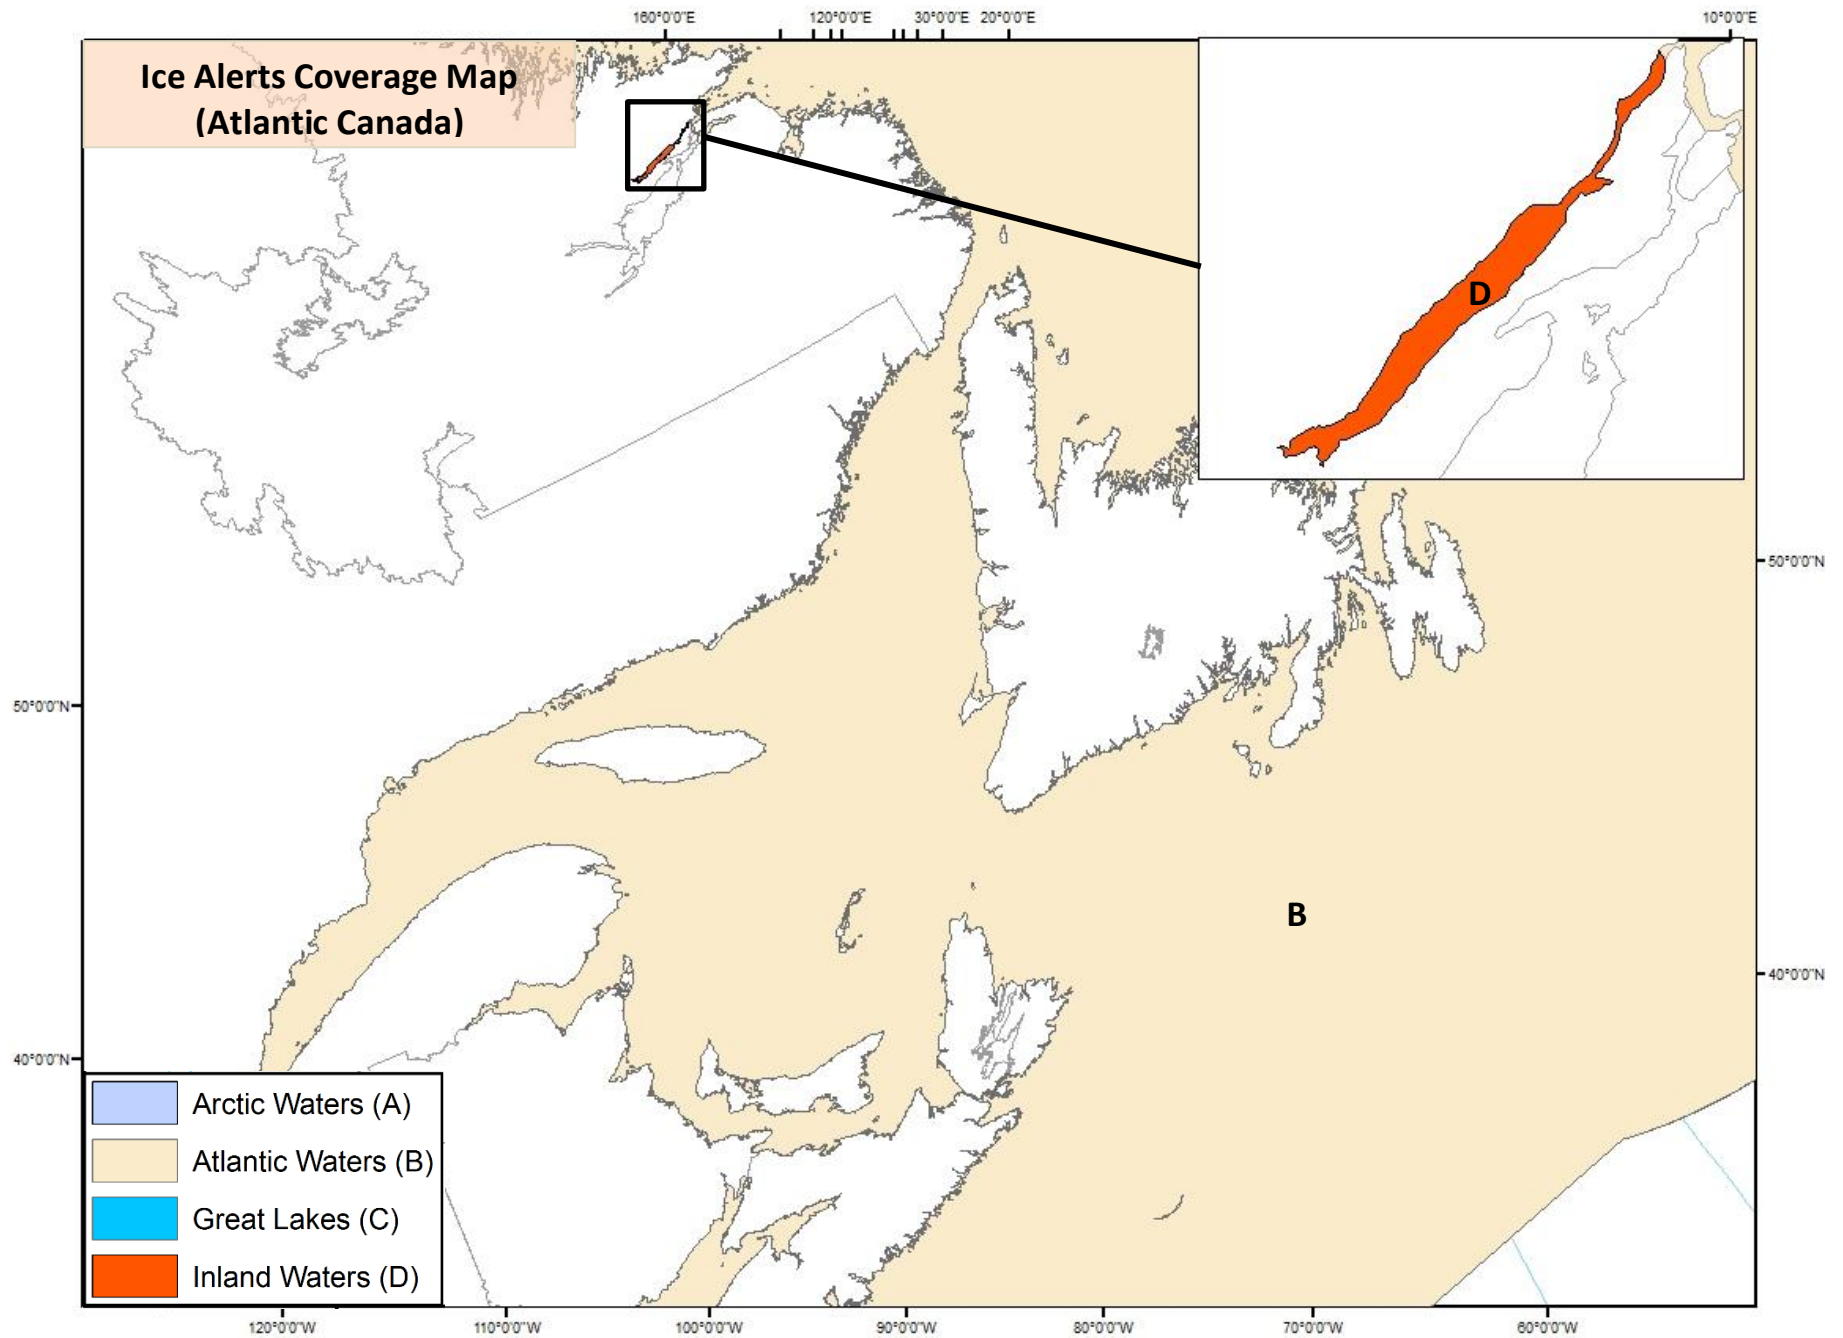 160°0'0"E 120°0'0"E 30°0'0"E 20°0'0"E 10°0'0"E
Ice Alerts Coverage Map
(Atlantic Canada)
D
50°0'0"N
50°0'0"N
B
40°0'0"N
40°0'0"N
Arctic Waters (A)
Atlantic Waters (B)
Great Lakes (C)
Inland Waters (D)
120°0'0"W 110°0'0"W 100°0'0"W 90°0'0"W 80°0'0"W 70°0'0"W 60°0'0"W